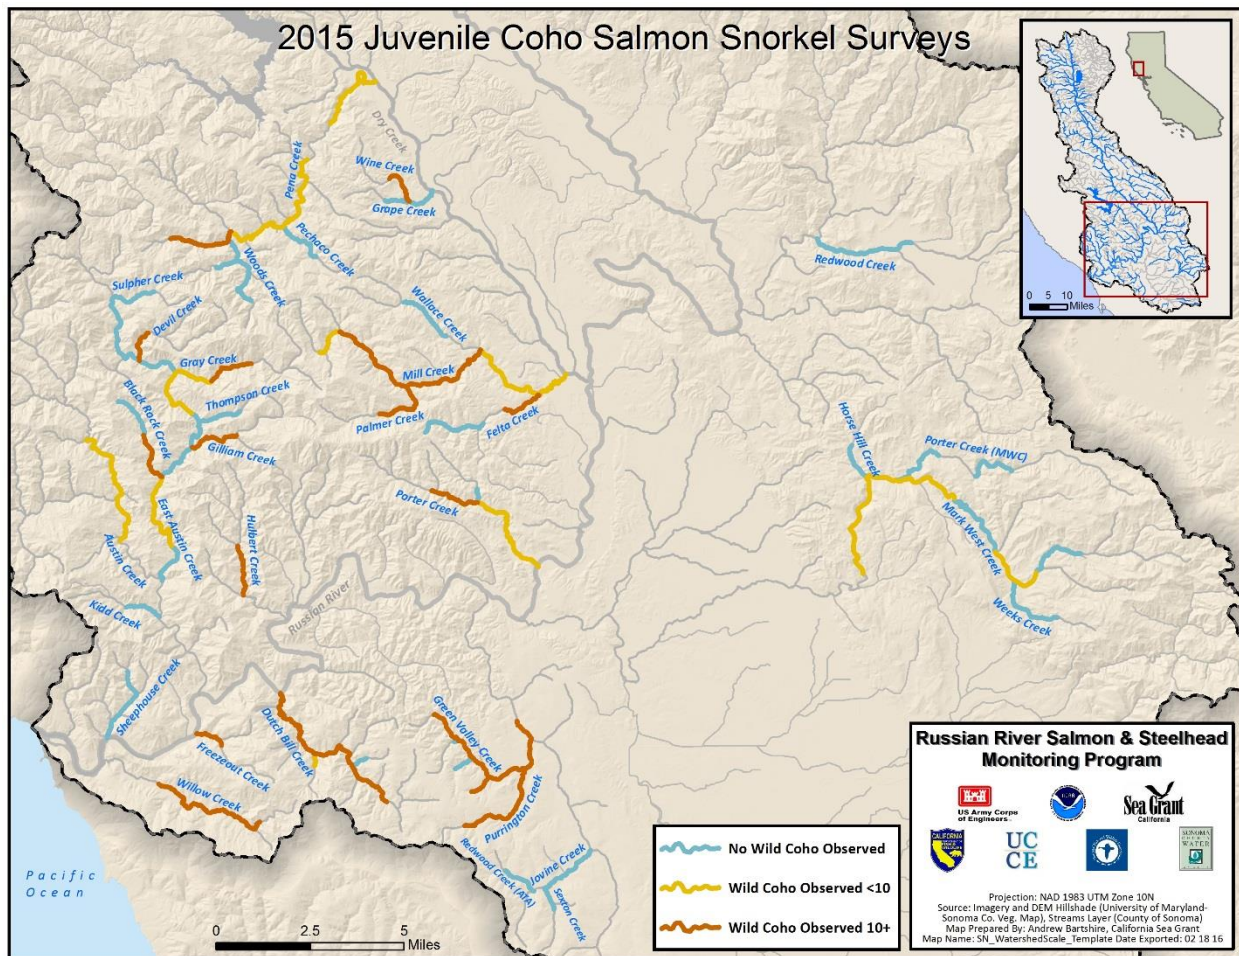 2015 Juvenile Coho Salmon Snorkel Surveys
Dry Creek
Wine Creek
Pena Creek
Grape Creek
Pechaco Creek
Woods Creek
Redwood Creek
Sulpher Creek
Wallace Creek
Devil Creek
Gray Creek
Mill Creek
Thompson Creek
Black Rock Creek
Palmer Creek
Felta Creek
Gilliam Creek
Horse Hill Creek
Porter Creek (MWC)
Porter Creek
East Austin Creek
Mark West Creek
Hulbert Creek
Austin Creek
Kidd Creek
Russian River
Weeks Creek
Sheephouse Creek
Green Valley Creek
Dutch Bill Creek
Freezeout Creek
Willow Creek
Purrington Creek
Redwood Creek (ATA)
Jovine Creek
Sexton Creek
Pacific
Ocean
0 2.5 5
Miles
0 5 10
Miles
No Wild Coho Observed
Wild Coho Observed <10
Wild Coho Observed 10+
Russian River Salmon & Steelhead
Monitoring Program
US Army Corps
of Engineers
Sea Grant
California
CALIFORNIA
UC
CE
SONOMA
COUNTY
WATER
Projection: NAD 1983 UTM Zone 10N
Source: Imagery and DEM Hillshade (University of Maryland-
Sonoma Co. Veg. Map), Streams Layer (County of Sonoma)
Map Prepared By: Andrew Bartshire, California Sea Grant
Map Name: SN_WatershedScale_Template Date Exported: 02 18 16